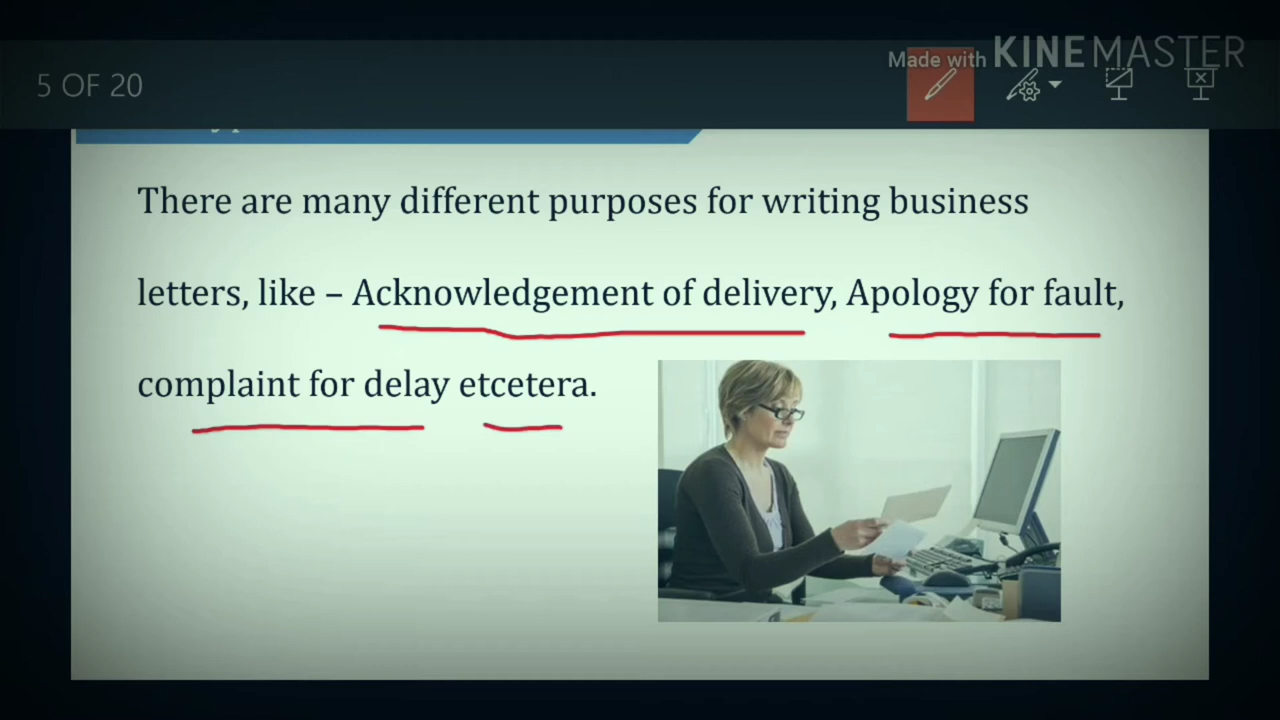 Made with KINEMASTER
5 OF 20
There are many different purposes for writing business
letters, like – Acknowledgement of delivery, Apology for fault,
complaint for delay etcetera.